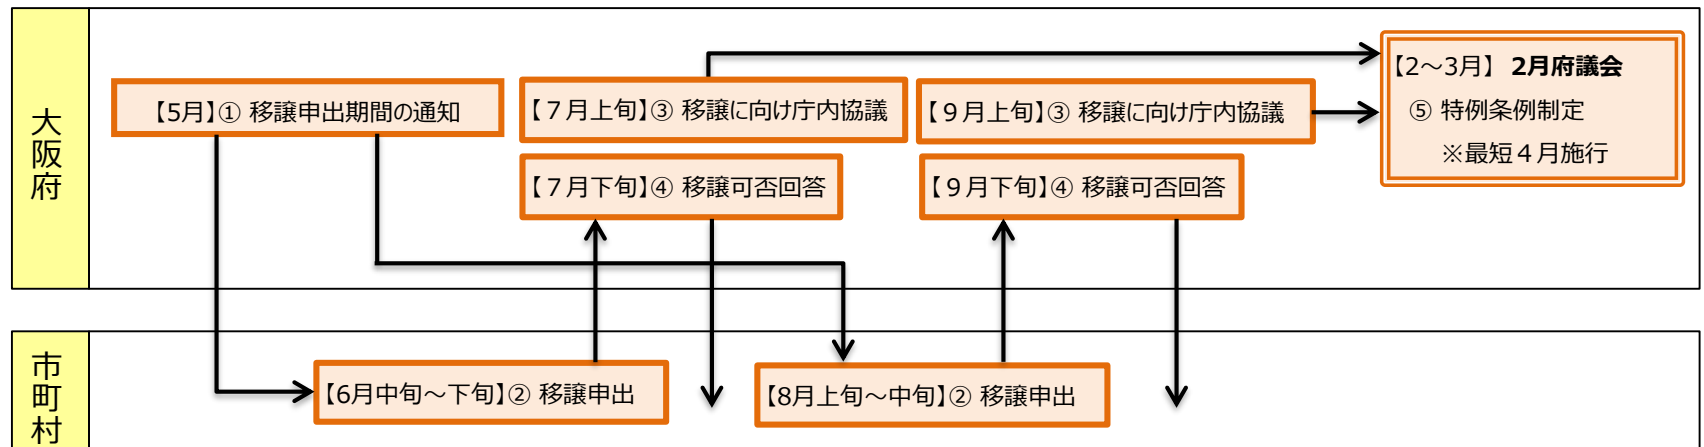 大阪府
【5月】① 移譲申出期間の通知
【７月上旬】③ 移譲に向け庁内協議
【９月上旬】③ 移譲に向け庁内協議
【2～3月】 2月府議会
⑤ 特例条例制定
※最短４月施行
【７月下旬】④ 移譲可否回答
【９月下旬】④ 移譲可否回答
市町村
【6月中旬～下旬】② 移譲申出
【8月上旬～中旬】② 移譲申出